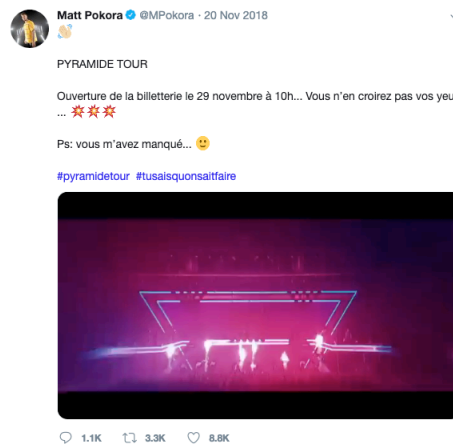 Matt Pokora @MPokora · 20 Nov 2018
👋🏻
PYRAMIDE TOUR
Ouverture de la billetterie le 29 novembre à 10h... Vous n’en croirez pas vos yeu
... 💥💥💥
Ps: vous m’avez manqué... 🙂
#pyramidetour #tusaisquonsaitfaire
1.1K 3.3K 8.8K